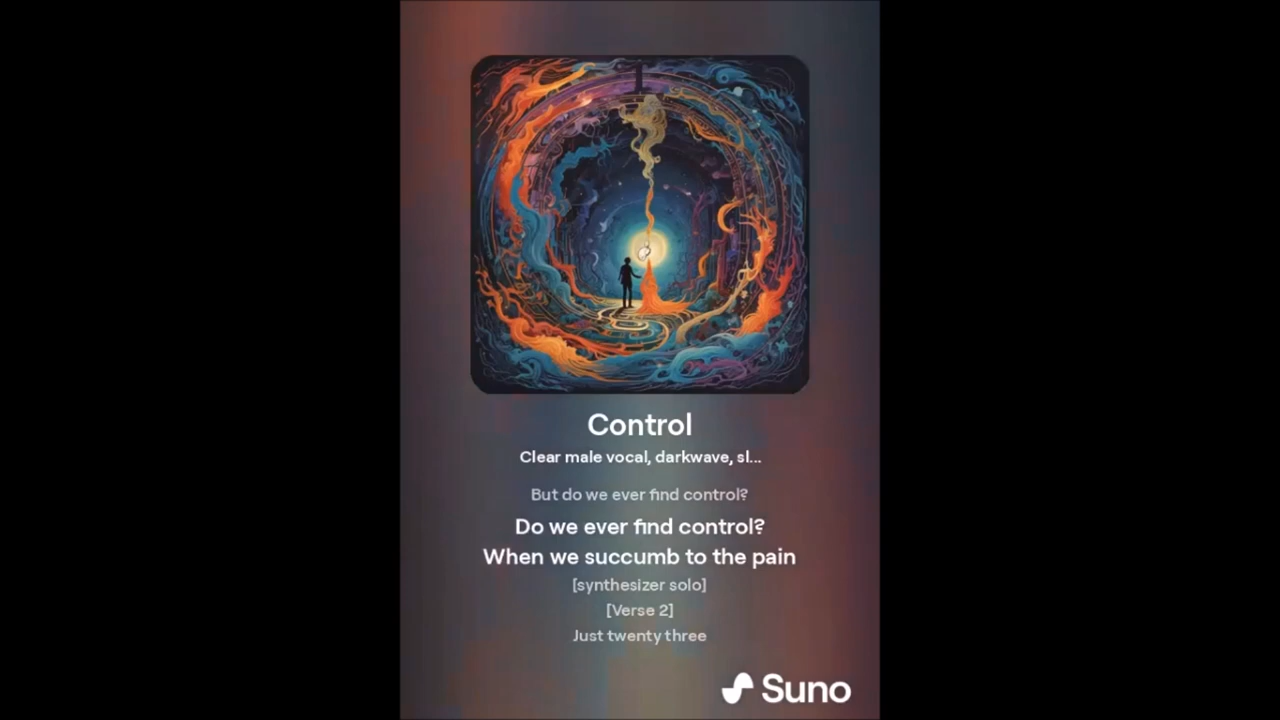 Control
Clear male vocal, darkwave, sl...
But do we ever find control?
Do we ever find control?
When we succumb to the pain
[synthesizer solo]
[Verse 2]
Just twenty three
Suno